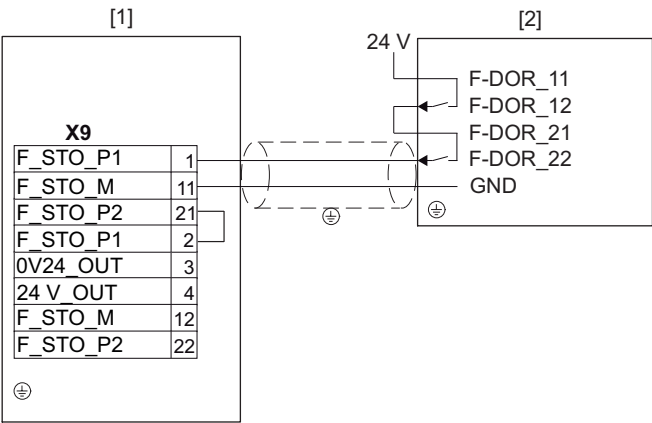 [1]
[2]
24 V
F-DOR_11
F-DOR_12
F-DOR_21
F-DOR_22
GND
X9
F_STO_P1 1
F_STO_M 11
F_STO_P2 21
F_STO_P1 2
0V24_OUT 3
24 V_OUT 4
F_STO_M 12
F_STO_P2 22